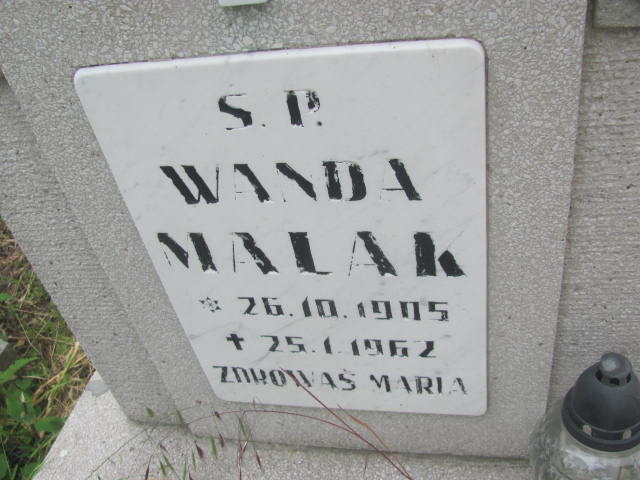 S. P.
WANDA
MALAK
* 26.10.1905
✝ 25.1.1962
ZDROWAŚ MARIA